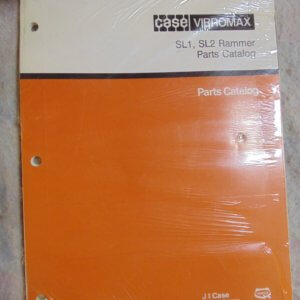 case VIBROMAX
SL1, SL2 Rammer
Parts Catalog
Parts Catalog
J I Case